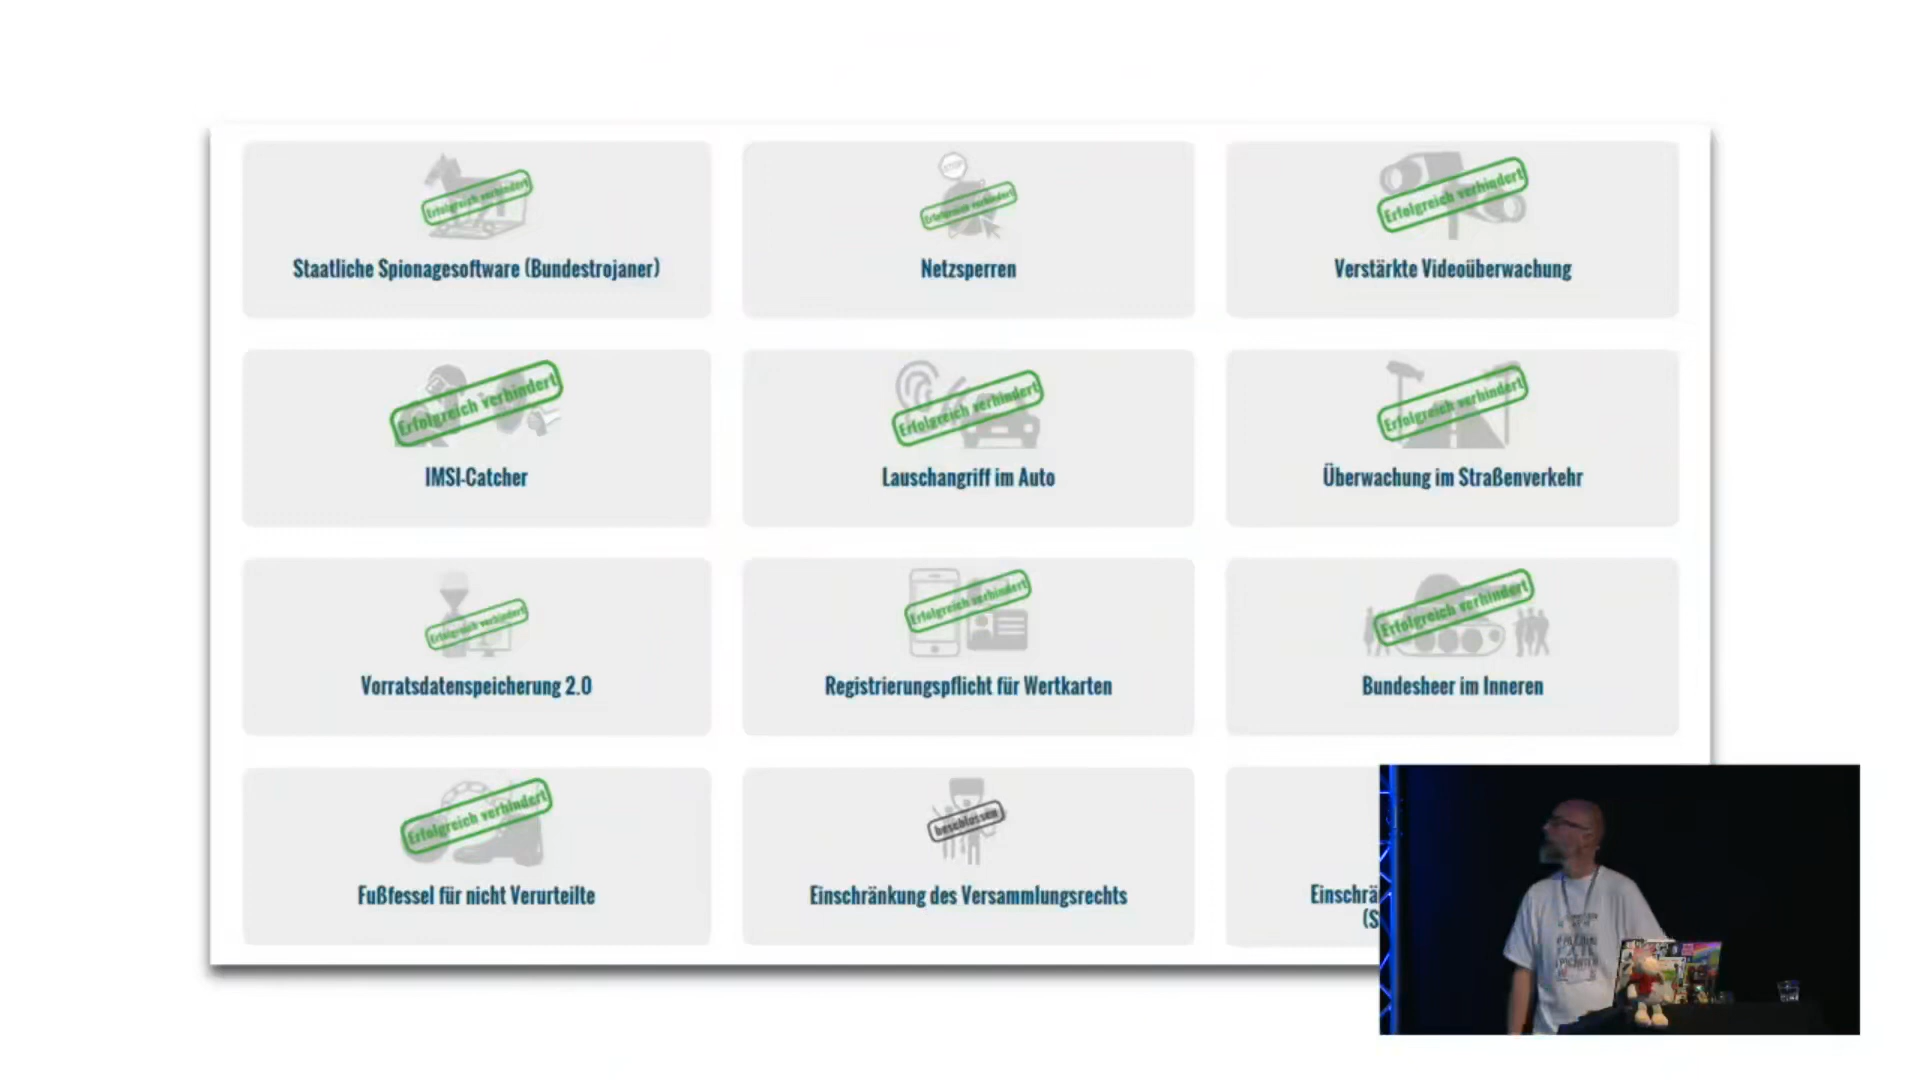 Erfolgreich verhindert
Staatliche Spionagesoftware (Bundestrojaner)
STOP
Erfolgreich verhindert
Netzsperren
Erfolgreich verhindert
Verstärkte Videoüberwachung
Erfolgreich verhindert
IMSI-Catcher
Erfolgreich verhindert
Lauschangriff im Auto
Erfolgreich verhindert
Überwachung im Straßenverkehr
Erfolgreich verhindert
Vorratsdatenspeicherung 2.0
Erfolgreich verhindert
Registrierungspflicht für Wertkarten
Erfolgreich verhindert
Bundesheer im Inneren
Erfolgreich verhindert
Fußfessel für nicht Verurteilte
beschlossen
Einschränkung des Versammlungsrechts
Einschrä
(S